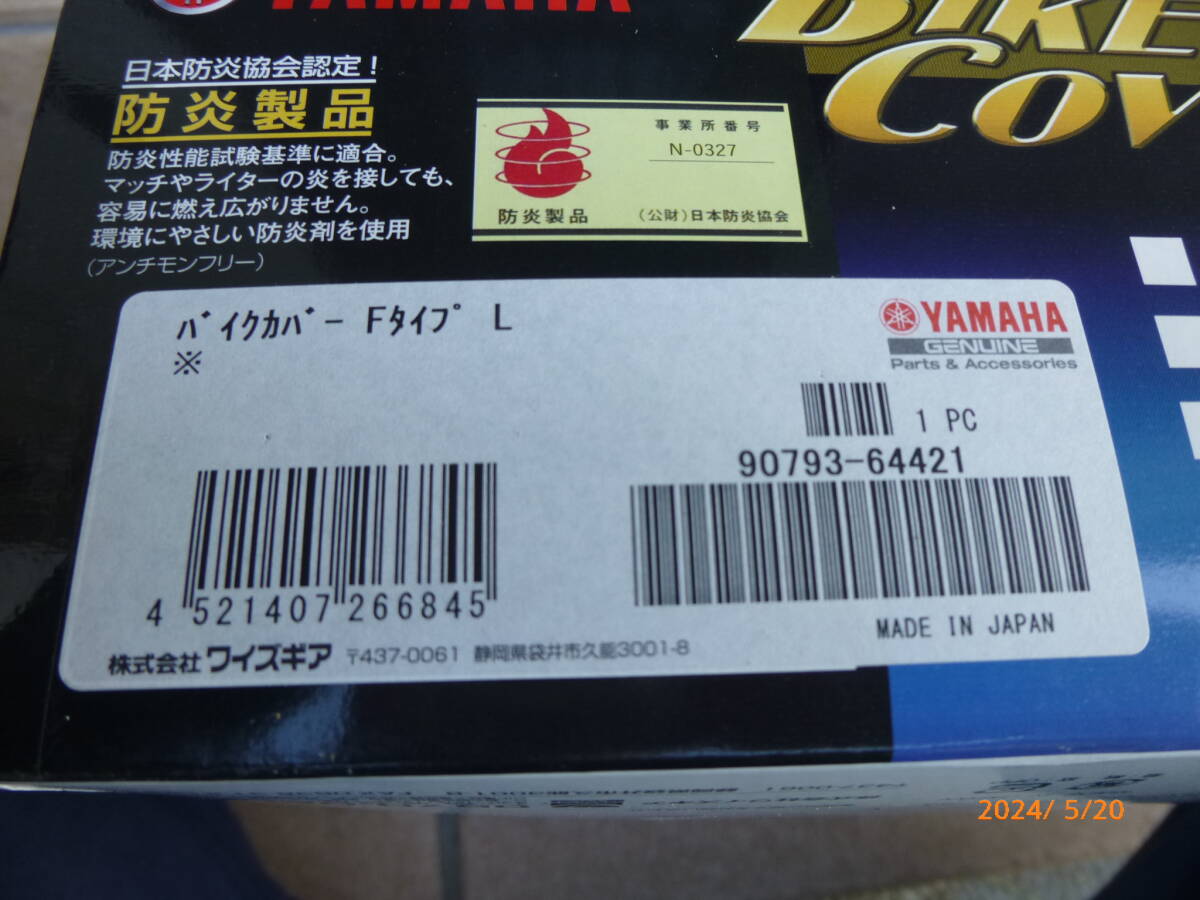 YAMAHA
BIKE
COV
日本防炎協会認定!
防炎製品
防炎性能試験基準に適合。
マッチやライターの炎を接しても、
容易に燃え広がりません。
環境にやさしい防炎剤を使用
(アンチモンフリー)
事業所番号
N-0327
防炎製品
(公財)日本防炎協会
ﾊﾞｲｸｶﾊﾞｰ Fﾀｲﾌﾟ L
※
YAMAHA
GENUINE
Parts & Accessories
1 PC
90793-64421
4 521407 266845
MADE IN JAPAN
株式会社 ワイズギア 〒437-0061 静岡県袋井市久能3001-8
2024/ 5/20